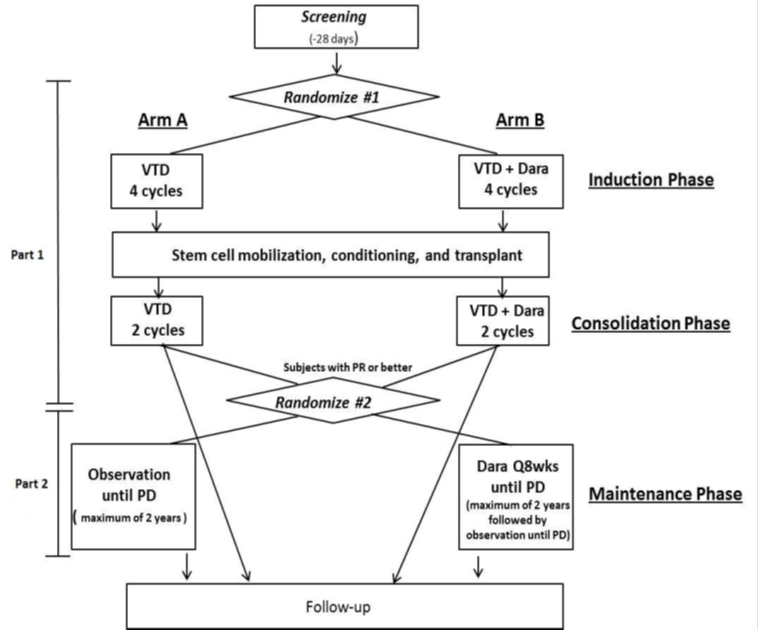 Screening
(-28 days)
Randomize #1
Arm A
Arm B
VTD
4 cycles
VTD + Dara
4 cycles
Induction Phase
Part 1
Stem cell mobilization, conditioning, and transplant
VTD
2 cycles
VTD + Dara
2 cycles
Consolidation Phase
Subjects with PR or better
Randomize #2
Part 2
Observation
until PD
( maximum of 2 years )
Dara Q8wks
until PD
(maximum of 2 years
followed by
observation until PD)
Maintenance Phase
Follow-up